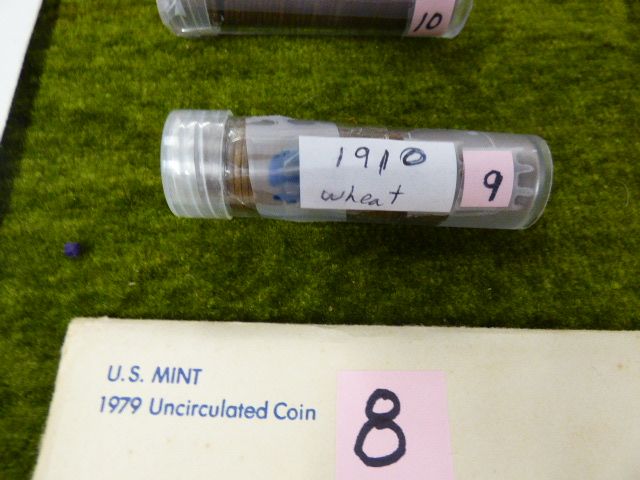 10
1910
wheat
9
U.S. MINT
1979 Uncirculated Coin
8